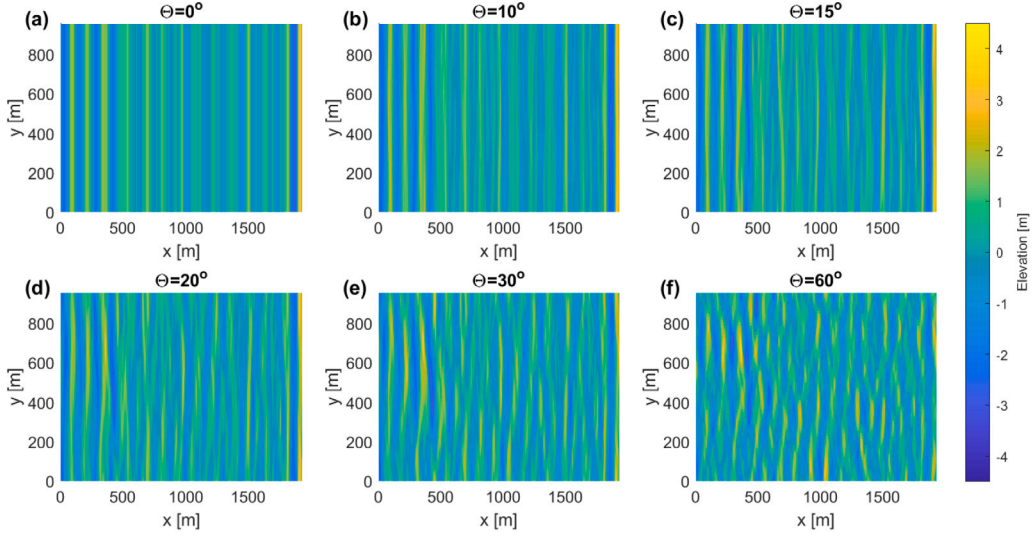 (a) Θ=0°
(b) Θ=10°
(c) Θ=15°
y [m] 800 600 400 200 0
0 500 1000 1500
x [m]
y [m] 800 600 400 200 0
0 500 1000 1500
x [m]
y [m] 800 600 400 200 0
0 500 1000 1500
x [m]
(d) Θ=20°
(e) Θ=30°
(f) Θ=60°
y [m] 800 600 400 200 0
0 500 1000 1500
x [m]
y [m] 800 600 400 200 0
0 500 1000 1500
x [m]
y [m] 800 600 400 200 0
0 500 1000 1500
x [m]
4
3
2
1
0
-1
-2
-3
-4
Elevation [m]